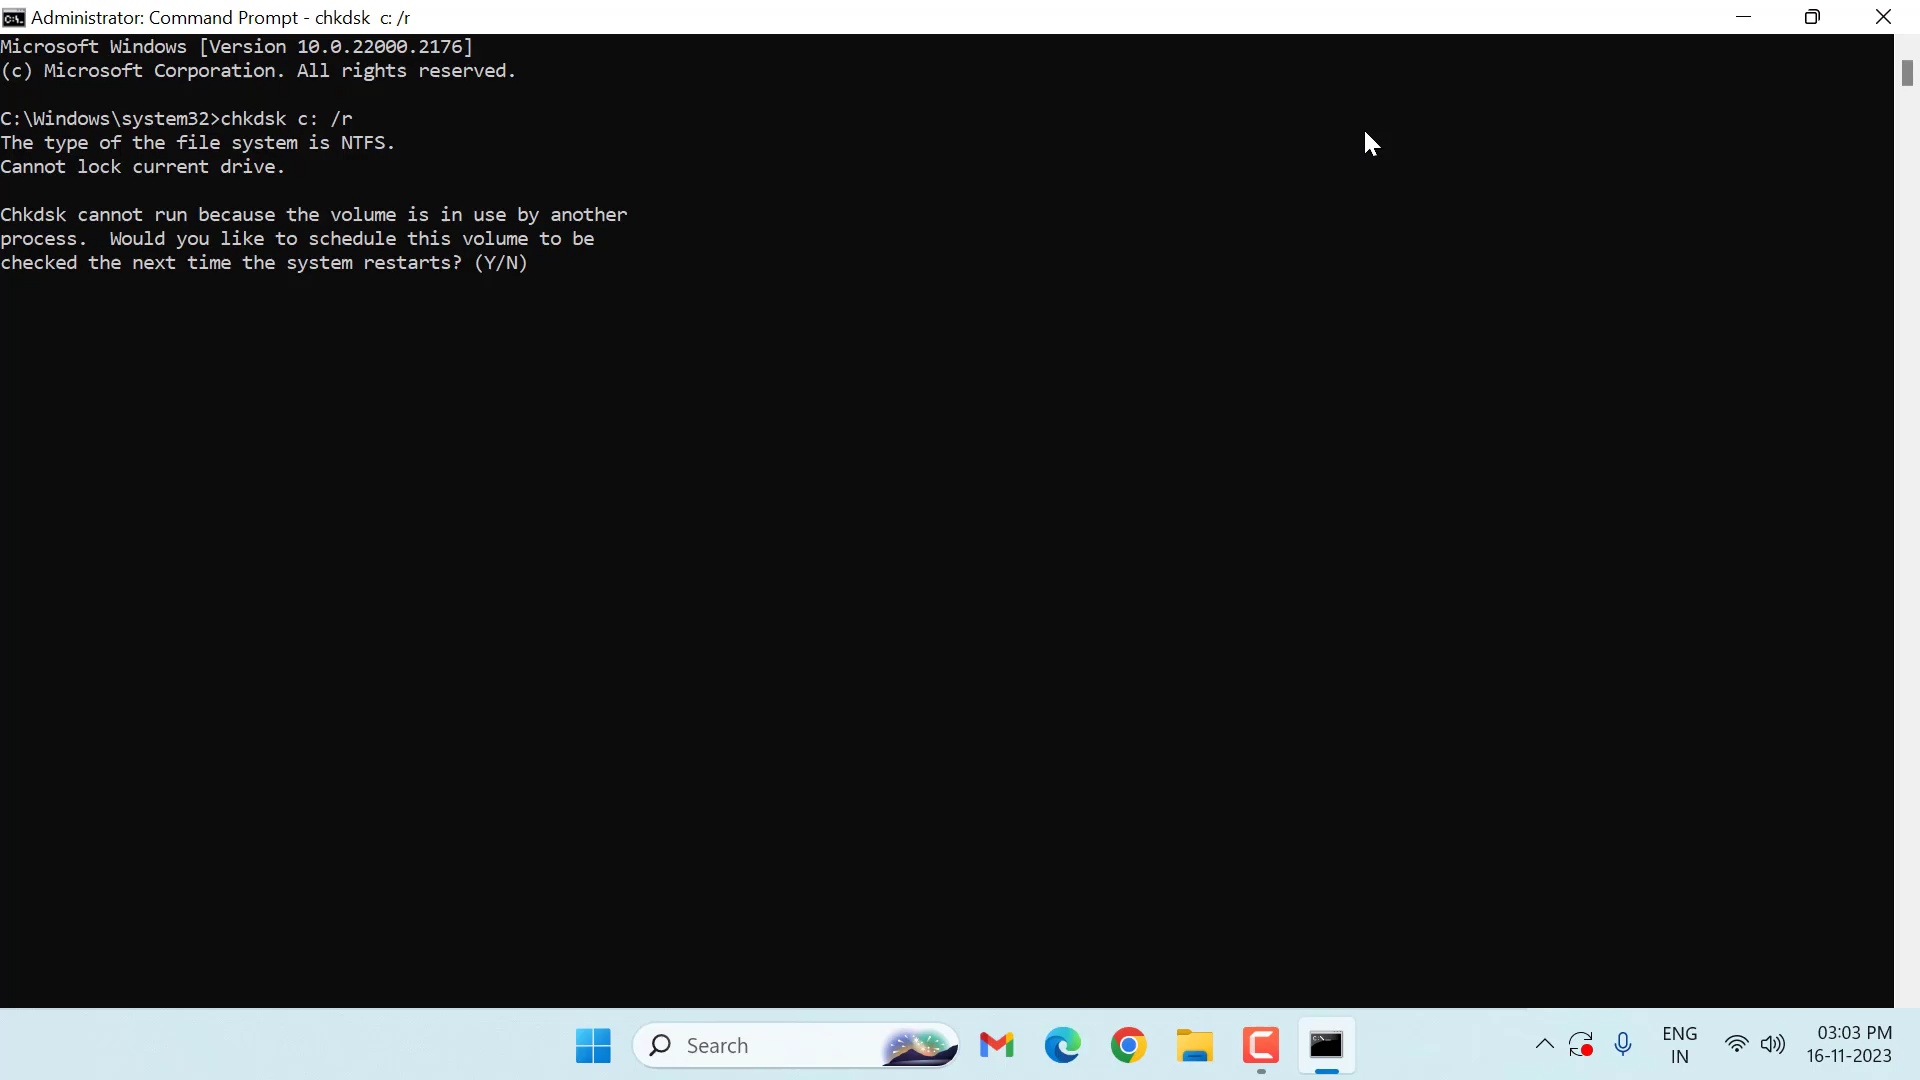 Administrator: Command Prompt - chkdsk  c: /r
Microsoft Windows [Version 10.0.22000.2176]
(c) Microsoft Corporation. All rights reserved.
C:\Windows\system32>chkdsk c: /r
The type of the file system is NTFS.
Cannot lock current drive.
Chkdsk cannot run because the volume is in use by another
process.  Would you like to schedule this volume to be
checked the next time the system restarts? (Y/N)
Search
ENG
IN
03:03 PM
16-11-2023